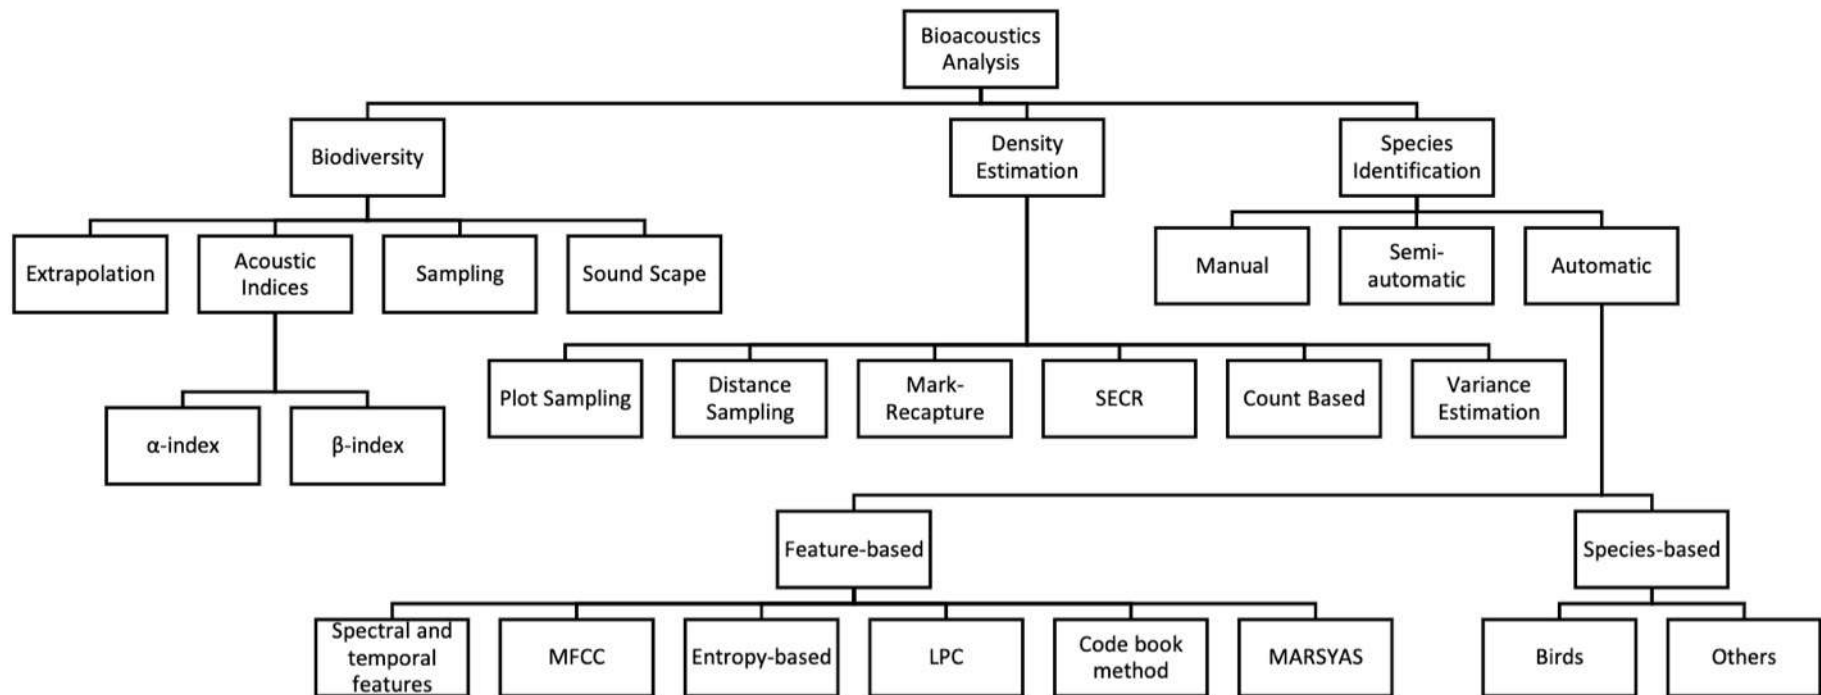 Bioacoustics
Analysis
Biodiversity
Density
Estimation
Species
Identification
Extrapolation
Acoustic
Indices
Sampling
Sound Scape
Manual
Semi-
automatic
Automatic
Plot Sampling
Distance
Sampling
Mark-
Recapture
SECR
Count Based
Variance
Estimation
α-index
β-index
Feature-based
Species-based
Spectral and
temporal
features
MFCC
Entropy-based
LPC
Code book
method
MARSYAS
Birds
Others